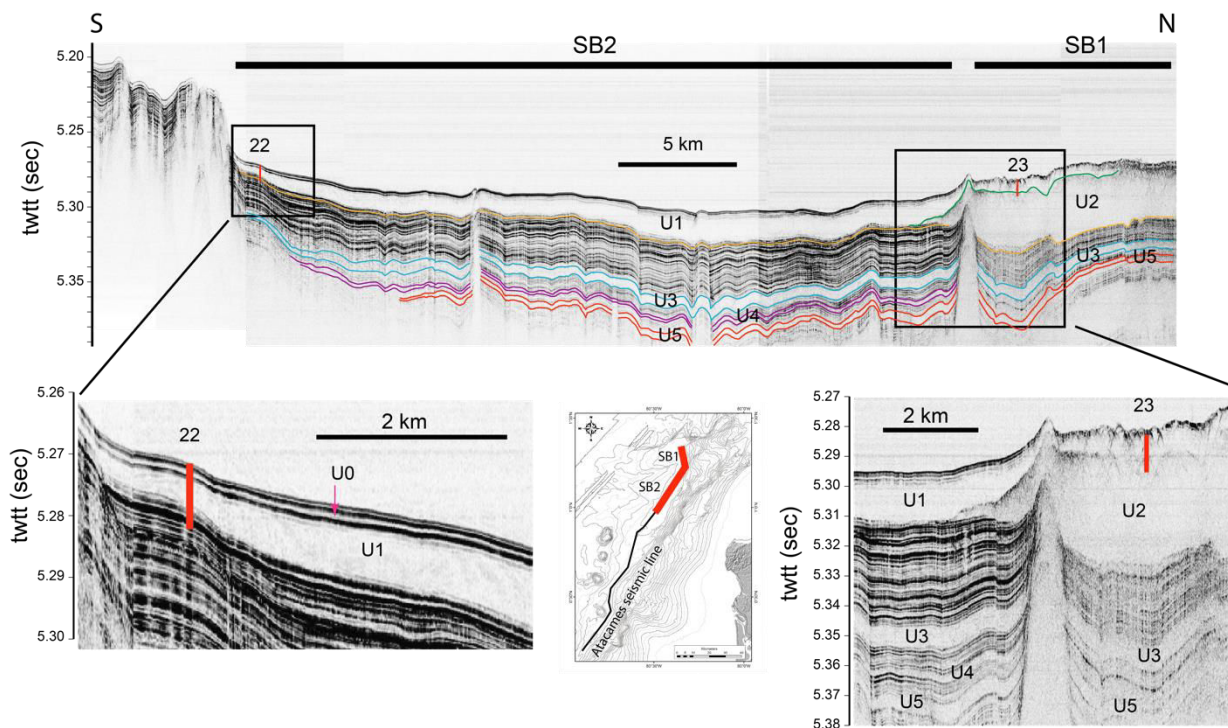 S
N
SB2
SB1
5.20
5.25
5.30
5.35
twtt (sec)
22
5 km
23
U1
U2
U3
U4
U5
U3
U5
5.26
5.27
5.28
5.29
5.30
twtt (sec)
22
2 km
U0
U1
SB1
SB2
Atacames seismic line
5.27
5.28
5.29
5.30
5.31
5.32
5.33
5.34
5.35
5.36
5.37
5.38
twtt (sec)
2 km
23
U1
U2
U3
U4
U5
U3
U5